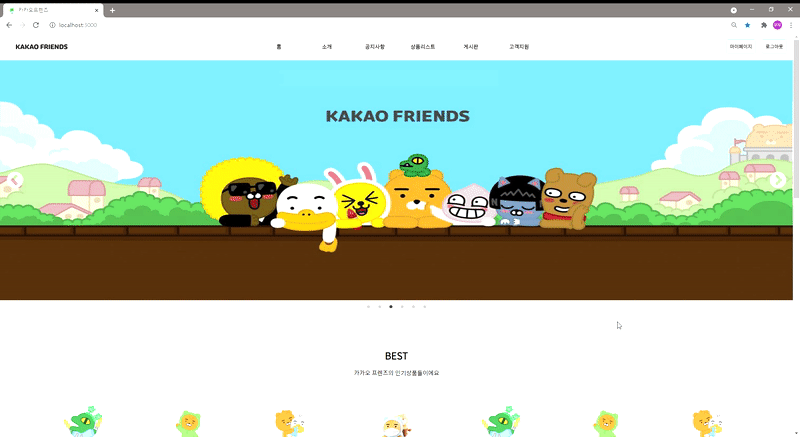 카카오프렌즈
localhost:3000
KAKAO FRIENDS
홈 소개 공지사항 상품리스트 게시판 고객지원
마이페이지 로그아웃
KAKAO FRIENDS
BEST
카카오 프렌즈의 인기상품들이에요